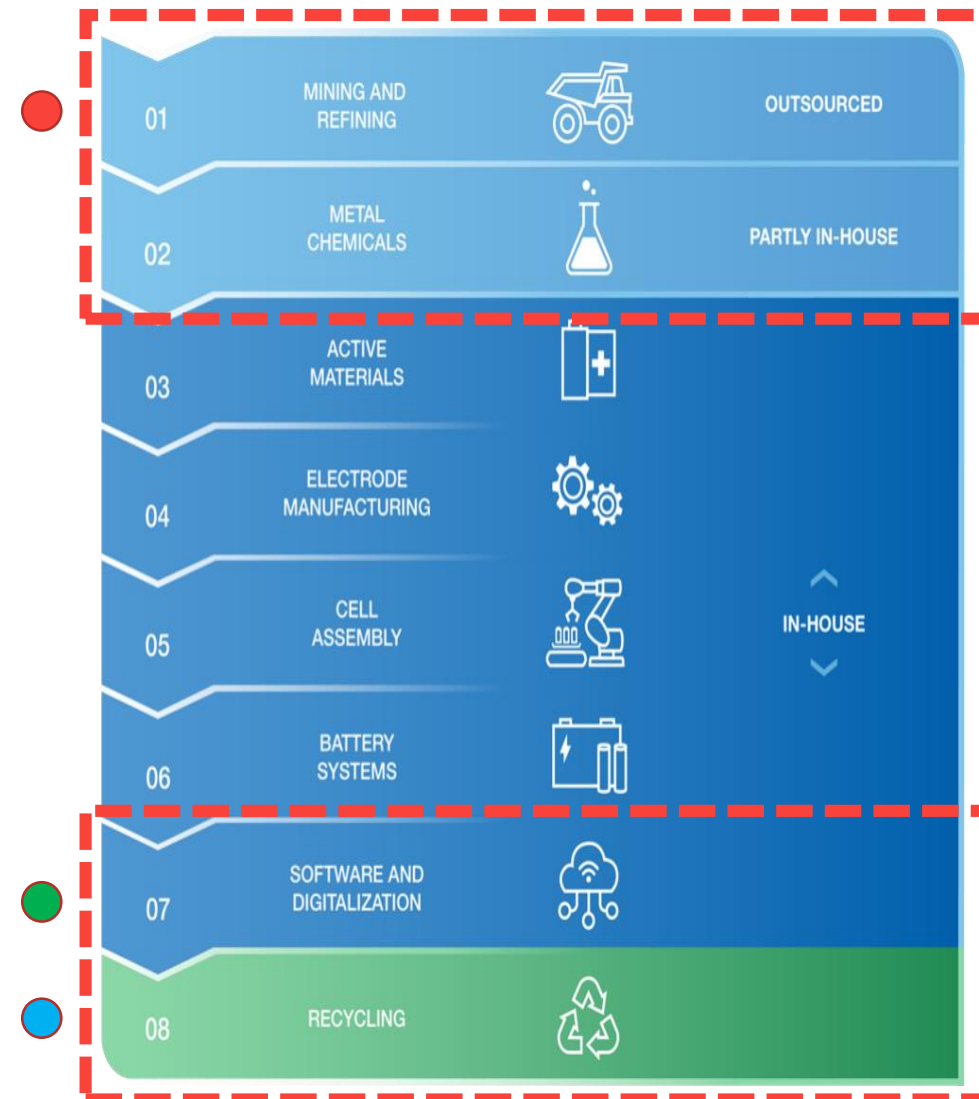 01
MINING AND
REFINING
OUTSOURCED
02
METAL
CHEMICALS
PARTLY IN-HOUSE
03
ACTIVE
MATERIALS
04
ELECTRODE
MANUFACTURING
05
CELL
ASSEMBLY
IN-HOUSE
06
BATTERY
SYSTEMS
07
SOFTWARE AND
DIGITALIZATION
08
RECYCLING